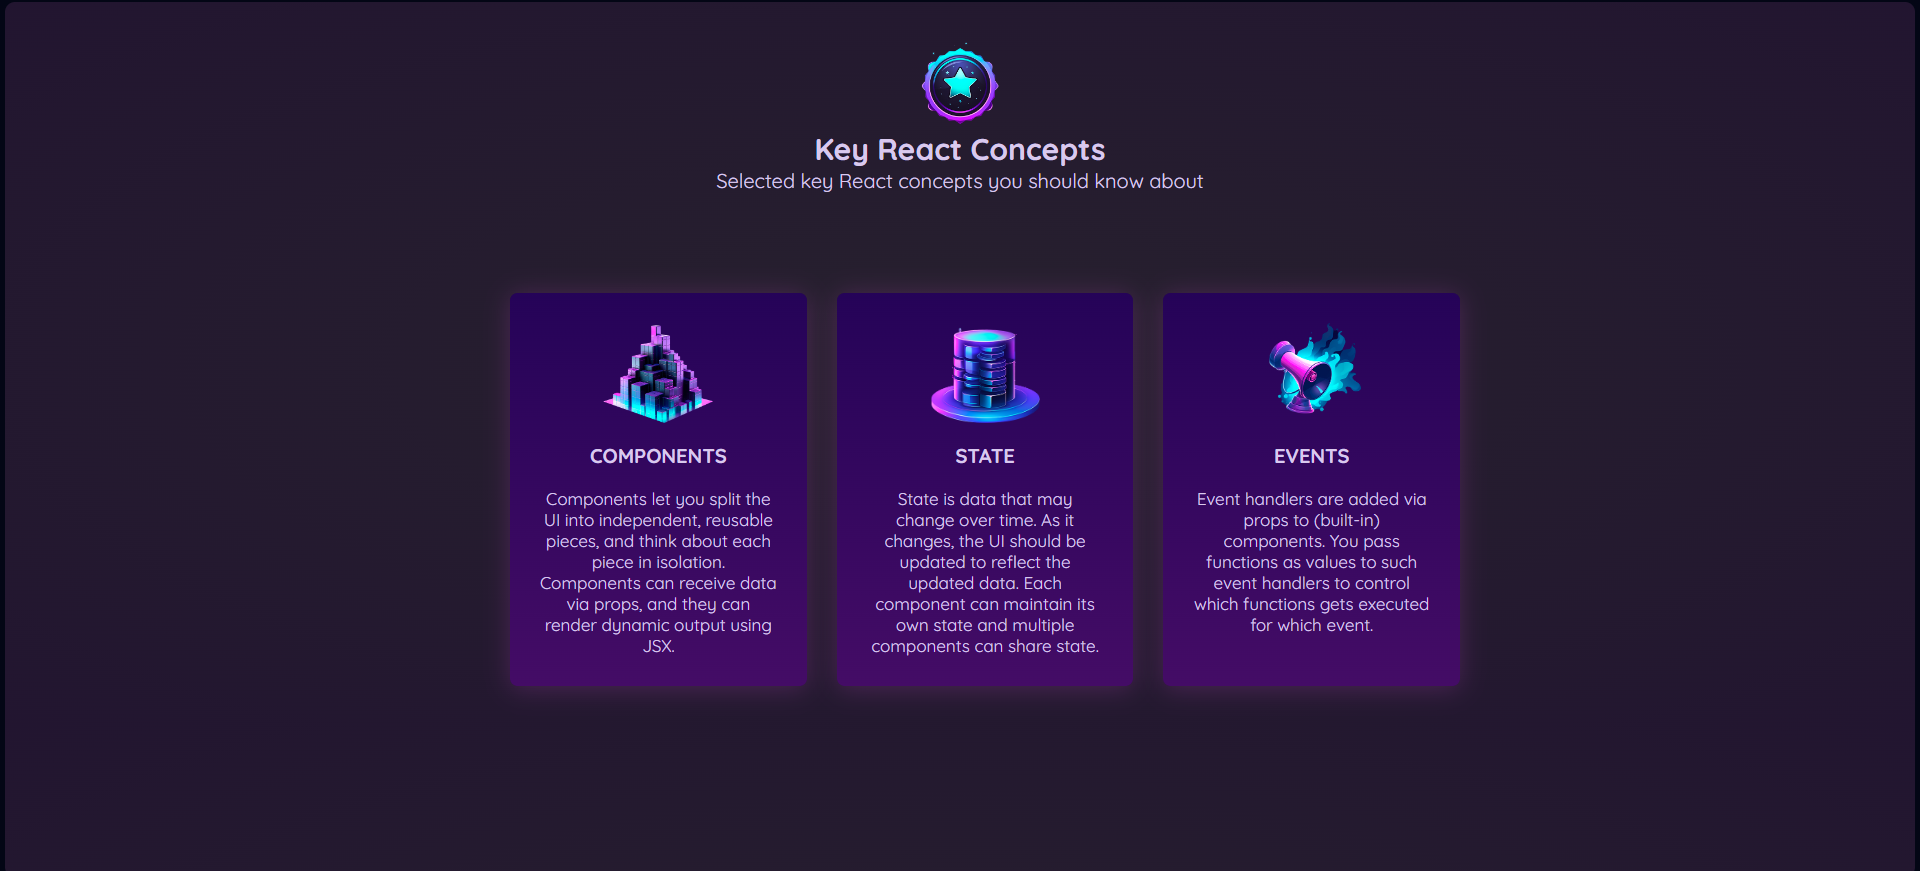 Key React Concepts
Selected key React concepts you should know about
COMPONENTS
Components let you split the
UI into independent, reusable
pieces, and think about each
piece in isolation.
Components can receive data
via props, and they can
render dynamic output using
JSX.
STATE
State is data that may
change over time. As it
changes, the UI should be
updated to reflect the
updated data. Each
component can maintain its
own state and multiple
components can share state.
EVENTS
Event handlers are added via
props to (built-in)
components. You pass
functions as values to such
event handlers to control
which functions gets executed
for which event.